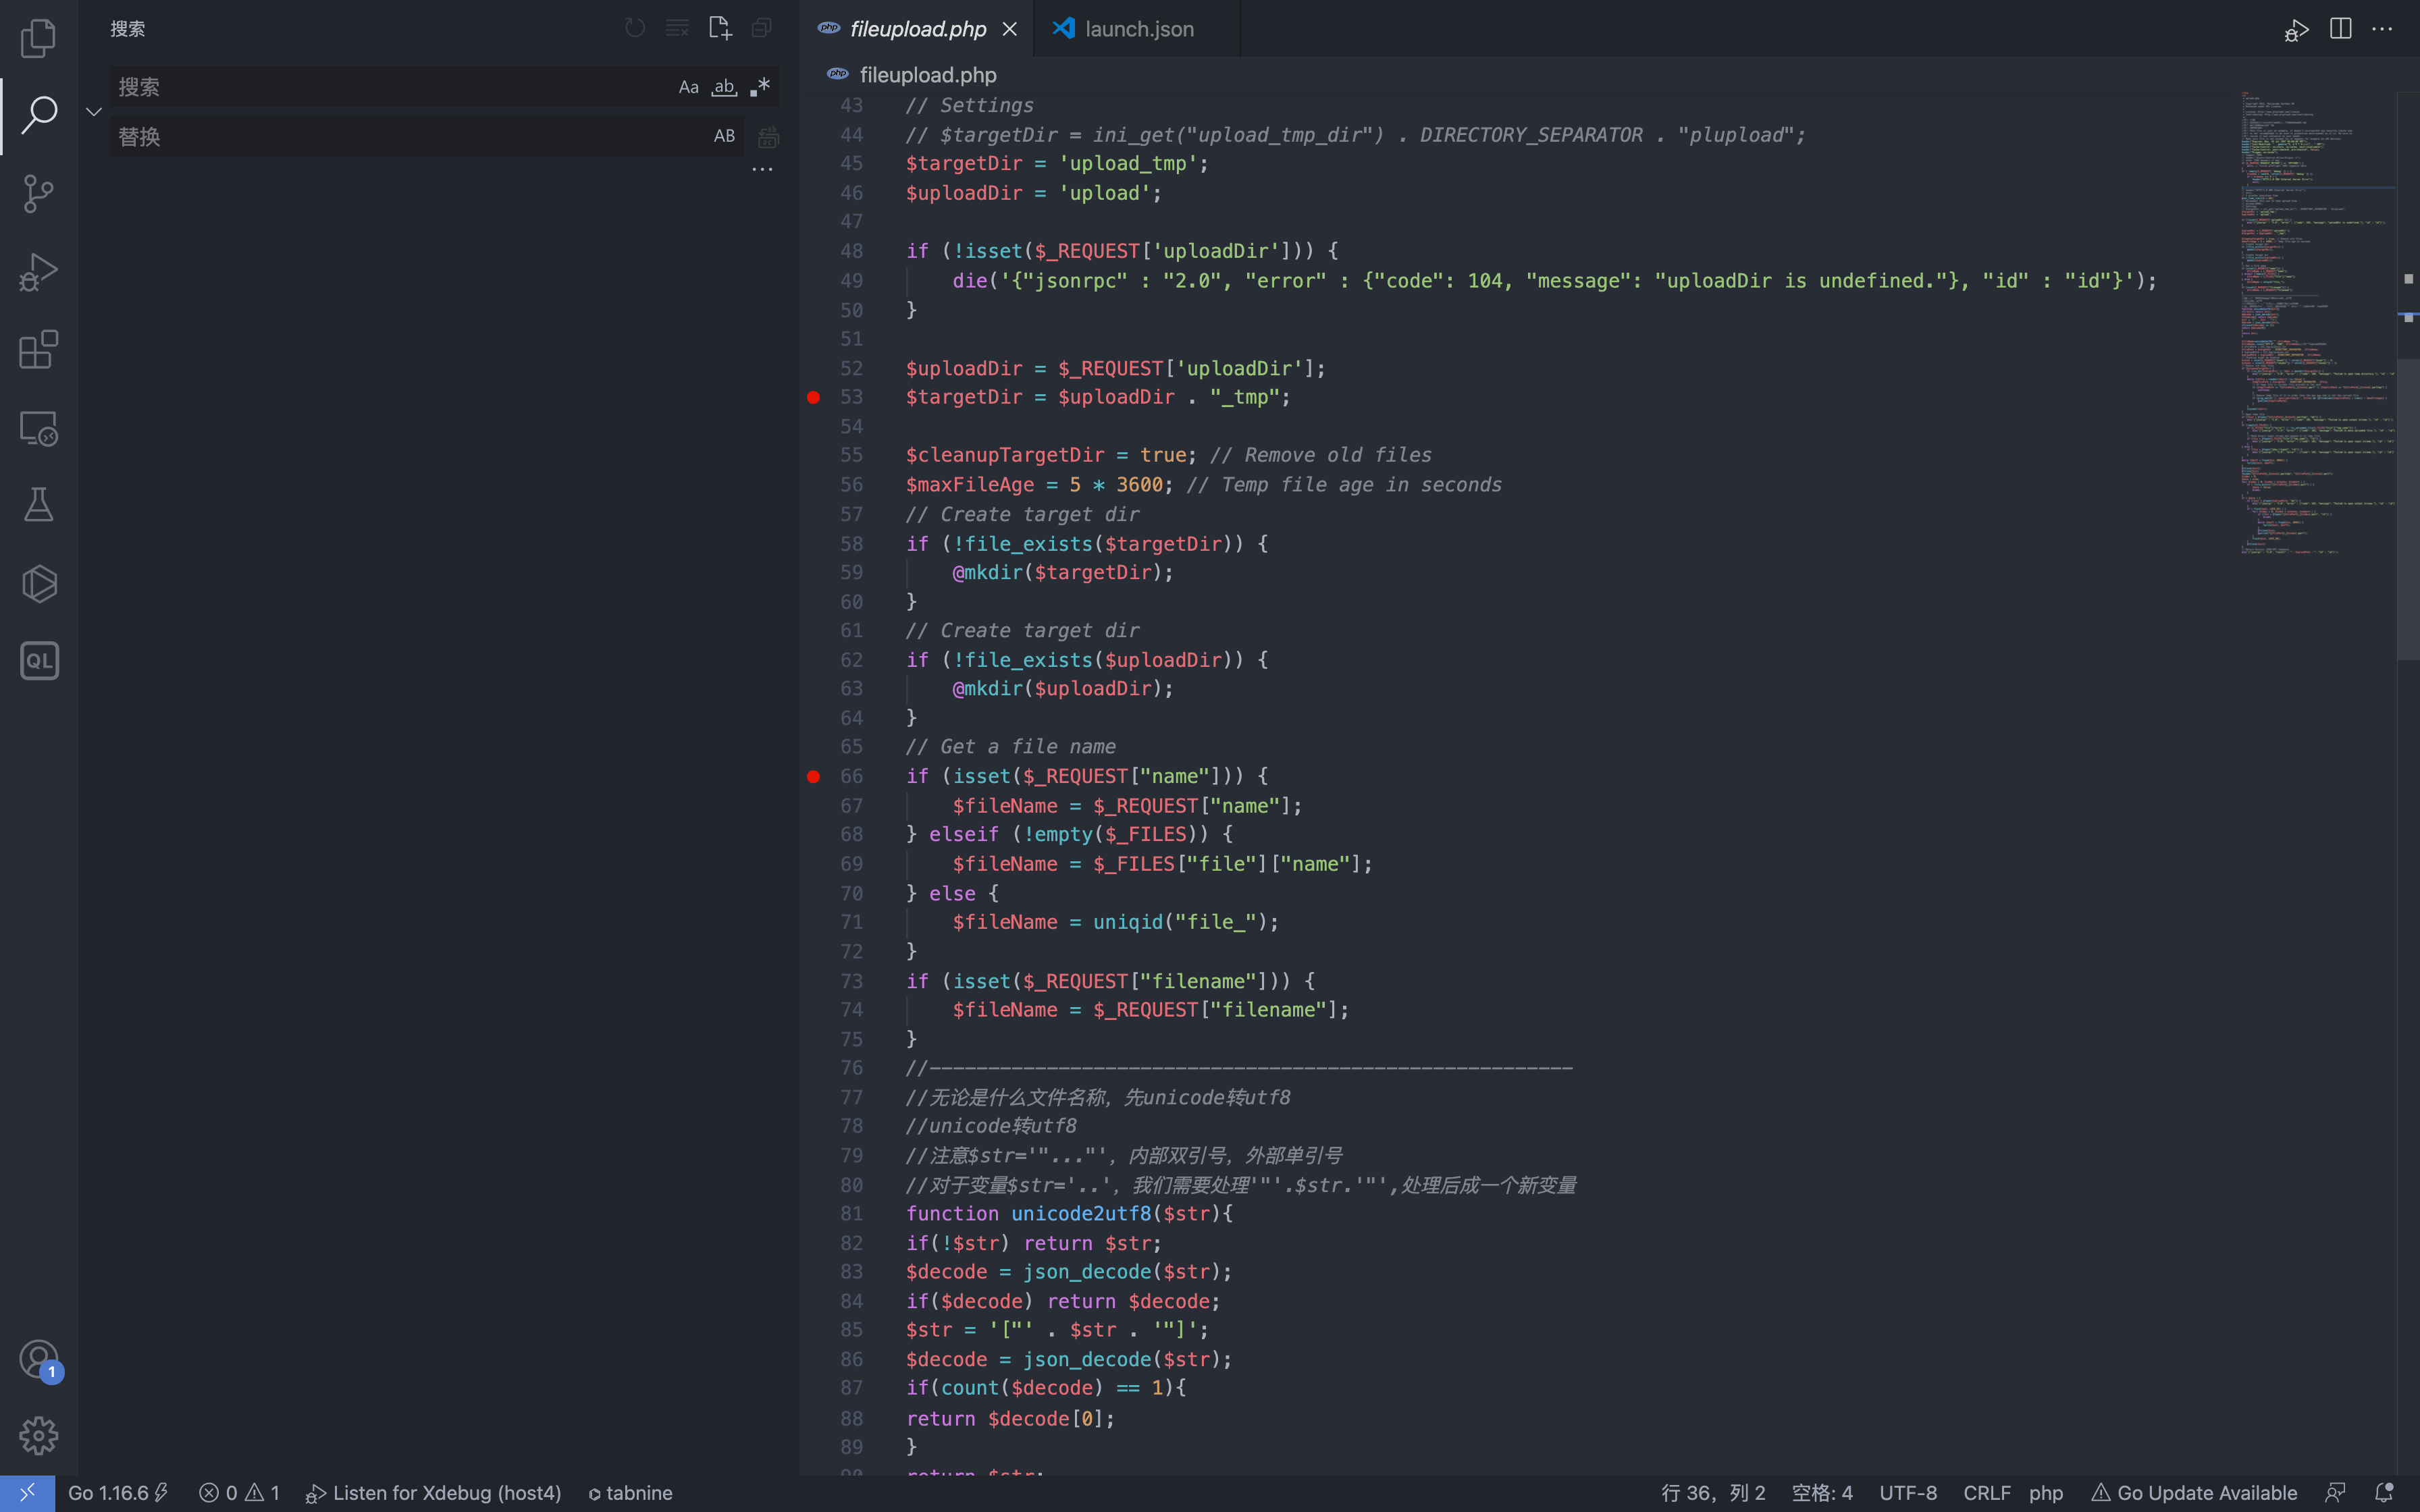 搜索
搜索
Aa ab .*
替换
AB
...
fileupload.php
launch.json
...
fileupload.php
43 // Settings
44 // $targetDir = ini_get("upload_tmp_dir") . DIRECTORY_SEPARATOR . "plupload";
45 $targetDir = 'upload_tmp';
46 $uploadDir = 'upload';
47
48 if (!isset($_REQUEST['uploadDir'])) {
49 die('{"jsonrpc" : "2.0", "error" : {"code": 104, "message": "uploadDir is undefined."}, "id" : "id"}');
50 }
51
52 $uploadDir = $_REQUEST['uploadDir'];
53 $targetDir = $uploadDir . "_tmp";
54
55 $cleanupTargetDir = true; // Remove old files
56 $maxFileAge = 5 * 3600; // Temp file age in seconds
57 // Create target dir
58 if (!file_exists($targetDir)) {
59 @mkdir($targetDir);
60 }
61 // Create target dir
62 if (!file_exists($uploadDir)) {
63 @mkdir($uploadDir);
64 }
65 // Get a file name
66 if (isset($_REQUEST["name"])) {
67 $fileName = $_REQUEST["name"];
68 } elseif (!empty($_FILES)) {
69 $fileName = $_FILES["file"]["name"];
70 } else {
71 $fileName = uniqid("file_");
72 }
73 if (isset($_REQUEST["filename"])) {
74 $fileName = $_REQUEST["filename"];
75 }
76 //-------------------------------------------------------
77 //无论是什么文件名称，先unicode转utf8
78 //unicode转utf8
79 //注意$str='"..."'，内部双引号，外部单引号
80 //对于变量$str='..'，我们需要处理'"'.$str.'"',处理后成一个新变量
81 function unicode2utf8($str){
82 if(!$str) return $str;
83 $decode = json_decode($str);
84 if($decode) return $decode;
85 $str = '["' . $str . '"]';
86 $decode = json_decode($str);
87 if(count($decode) == 1){
88 return $decode[0];
89 }
90 return $str;
QL
1
Go 1.16.6
0
1
Listen for Xdebug (host4)
tabnine
行 36，列 2
空格: 4
UTF-8
CRLF
php
Go Update Available